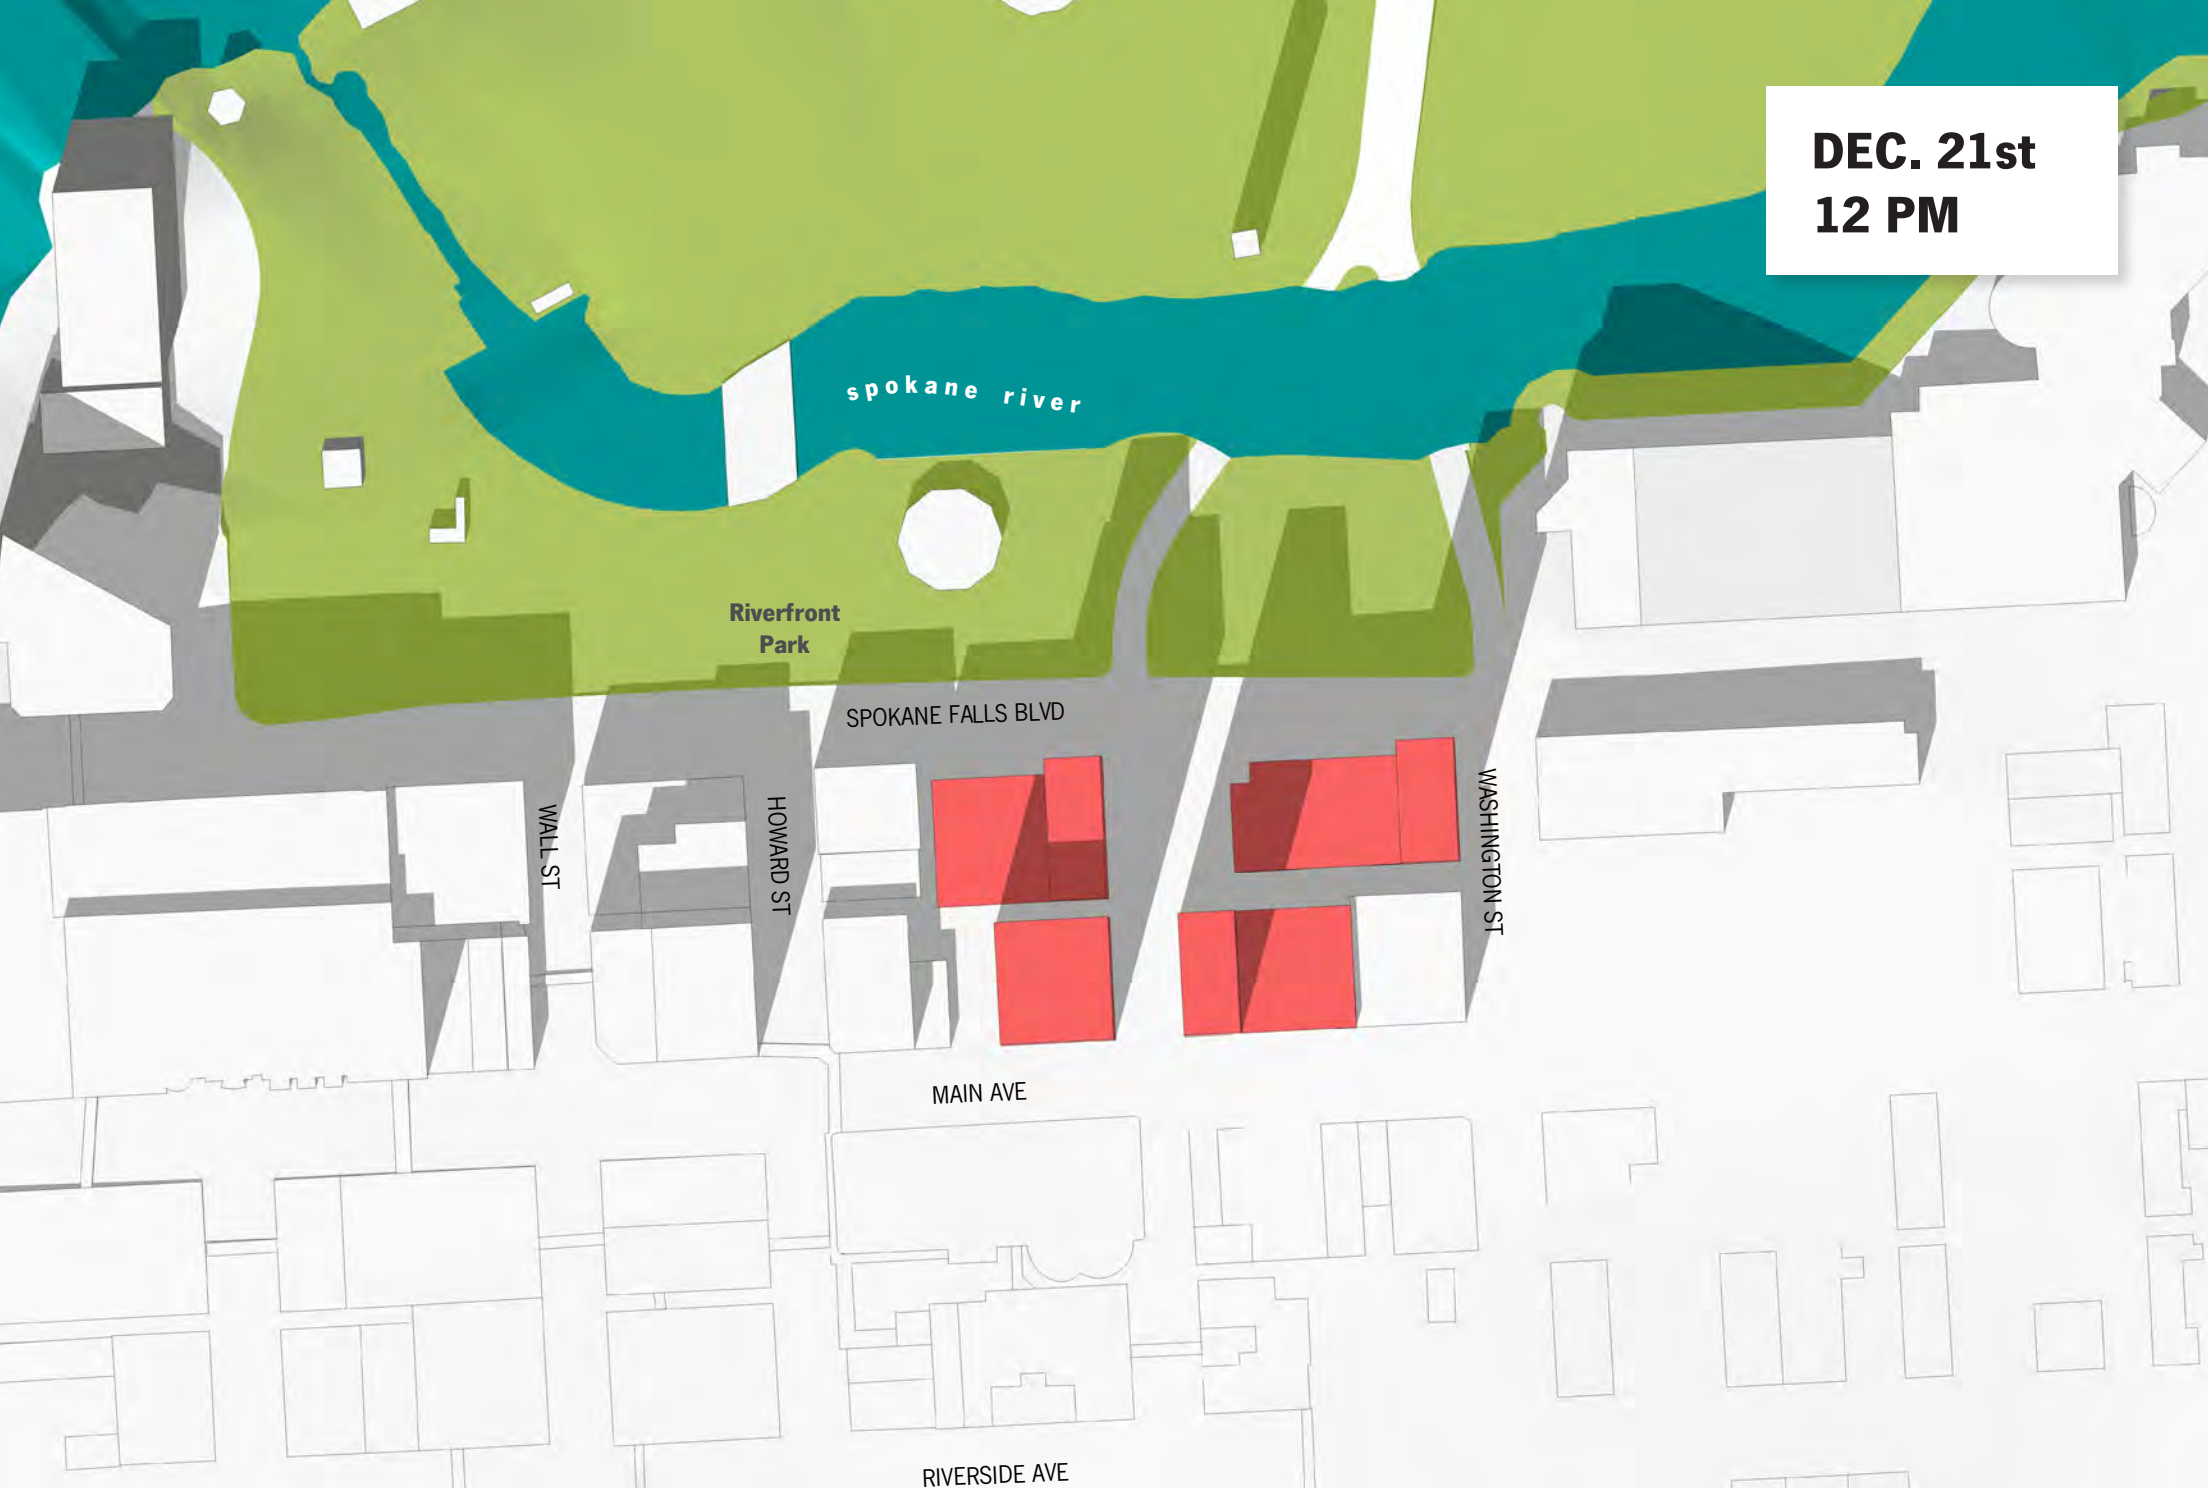 DEC. 21st
12 PM
spokane river
Riverfront
Park
SPOKANE FALLS BLVD
WALL ST
HOWARD ST
WASHINGTON ST
MAIN AVE
RIVERSIDE AVE